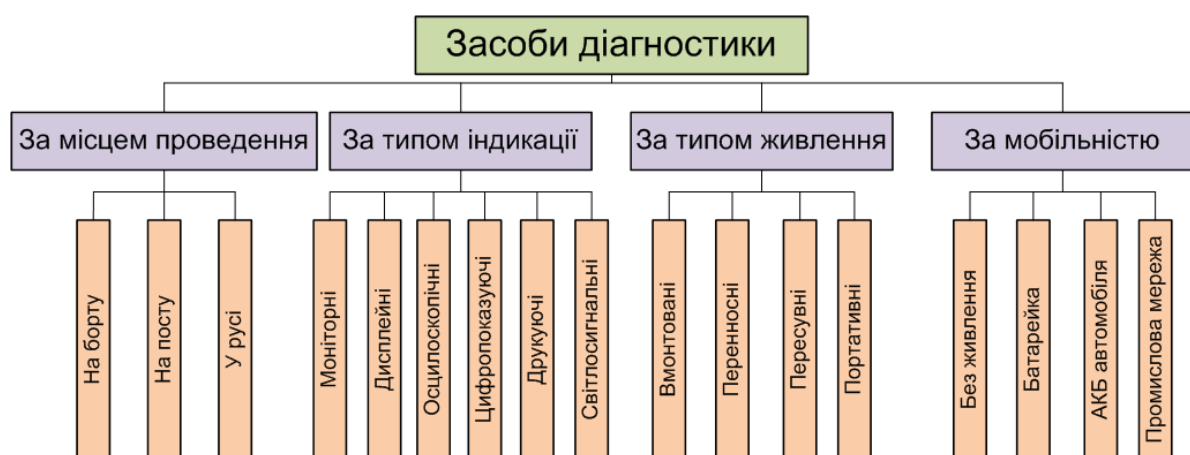 Засоби діагностики
За місцем проведення
За типом індикації
За типом живлення
За мобільністю
На борту
На посту
У русі
Моніторні
Дисплейні
Осцилоскопічні
Цифропоказуючі
Друкуючі
Світлосигнальні
Вмонтовані
Перенносні
Пересувні
Портативні
Без живлення
Батарейка
АКБ автомобіля
Промислова мережа